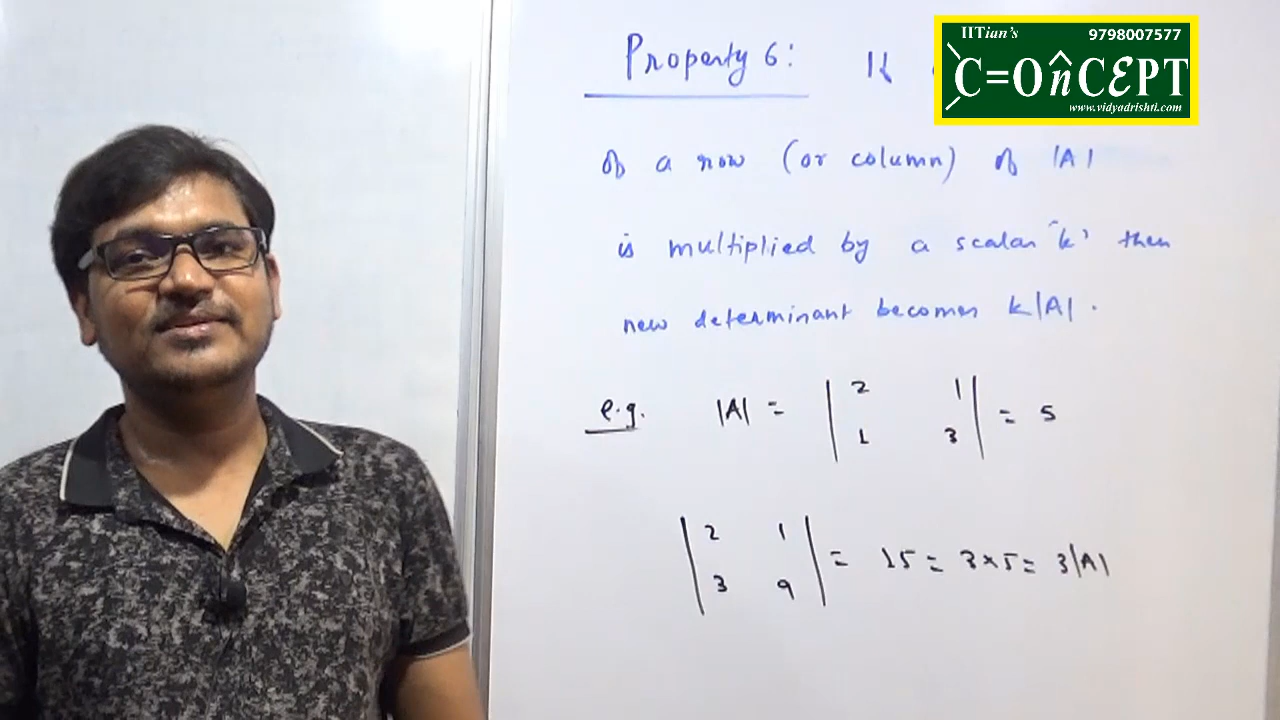 Property 6: If
IITian's 9798007577
C=OnCEPT
www.vidyadrishti.com
of a row (or column) of |A|
is multiplied by a scalar 'k' then
new determinant becomes k|A|.
e.g. |A| = | 2 1 | = 5
| 1 3 |
| 2 1 | = 15 = 3×5 = 3|A|
| 3 9 |